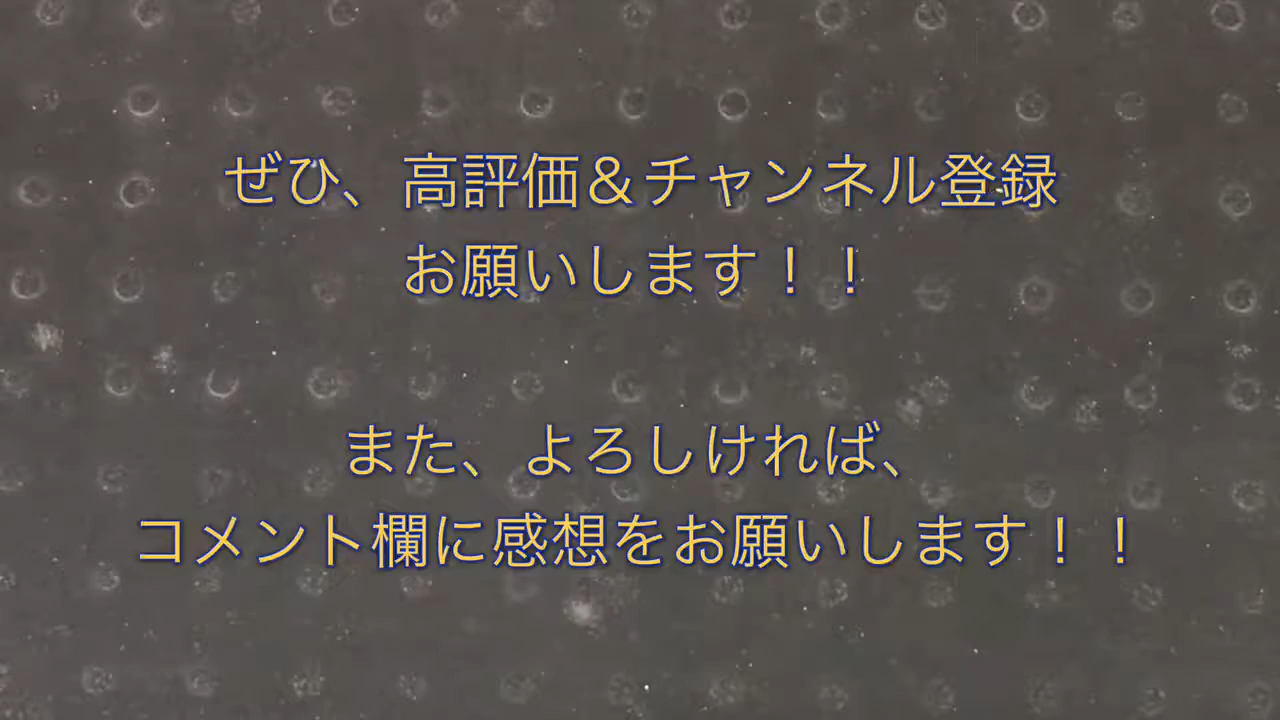 ぜひ、高評価＆チャンネル登録
お願いします！！
また、よろしければ、
コメント欄に感想をお願いします！！